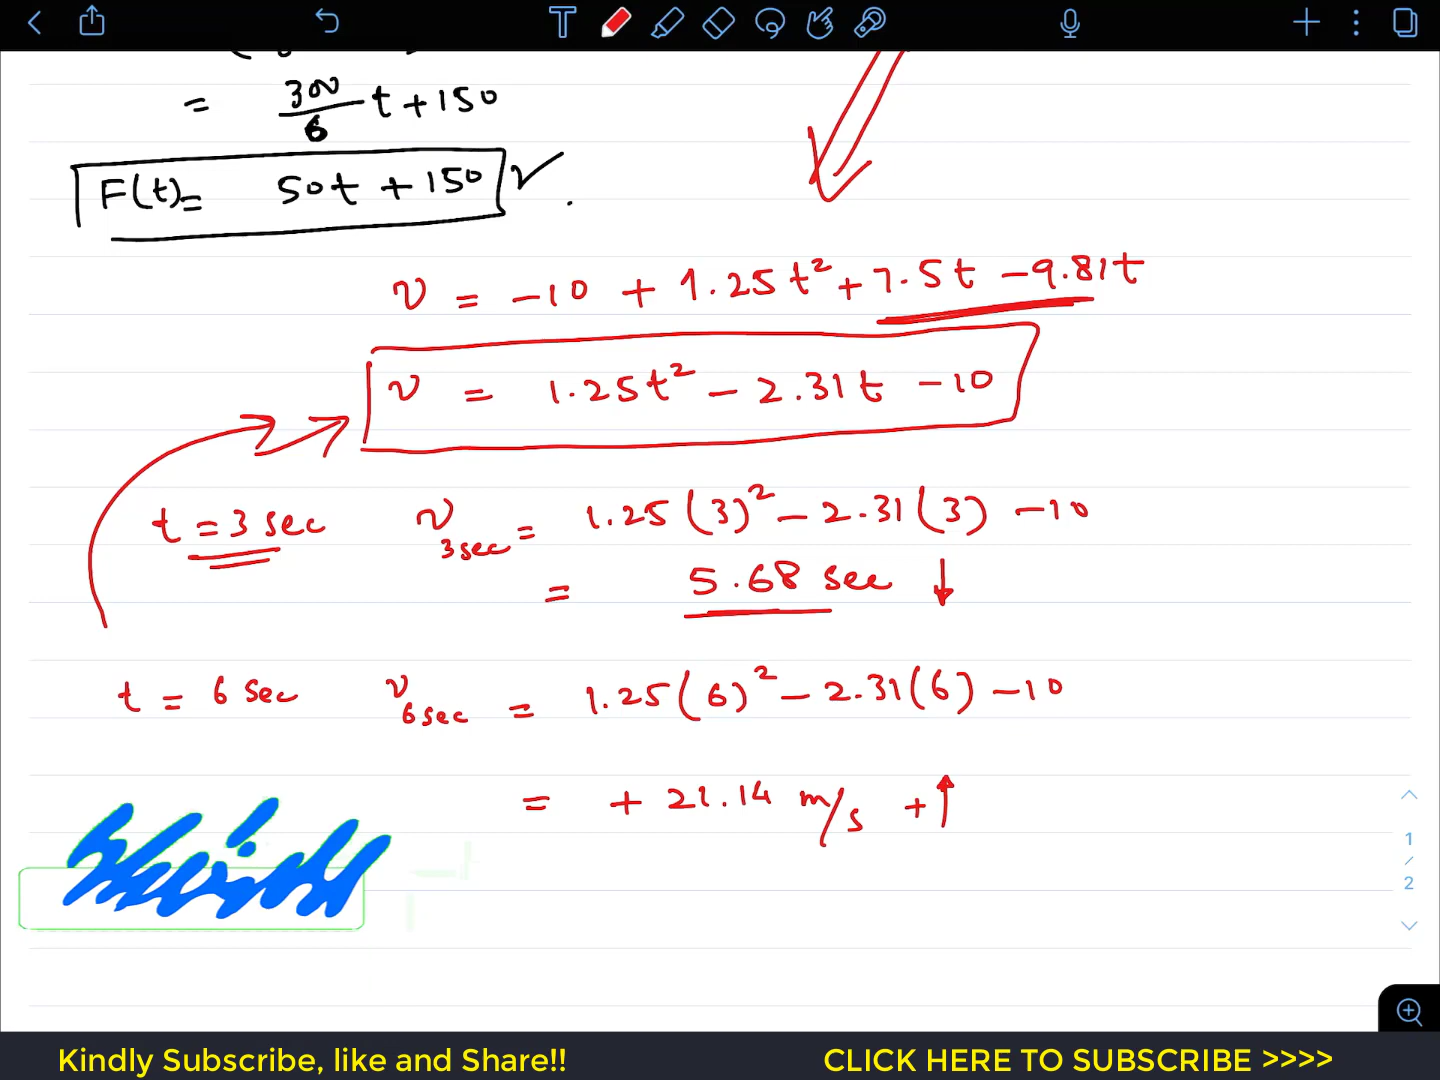 = 300/6 t + 150
F(t) = 50t + 150 ✓ .
v = -10 + 1.25t² + 7.5t - 9.81t
v = 1.25t² - 2.31t - 10
t = 3 sec v 3sec = 1.25(3)² - 2.31(3) - 10
= 5.68 sec ↓
t = 6 sec v 6sec = 1.25(6)² - 2.31(6) - 10
= + 21.14 m/s + ↑
1
/
2
Kindly Subscribe, like and Share!! CLICK HERE TO SUBSCRIBE >>>>